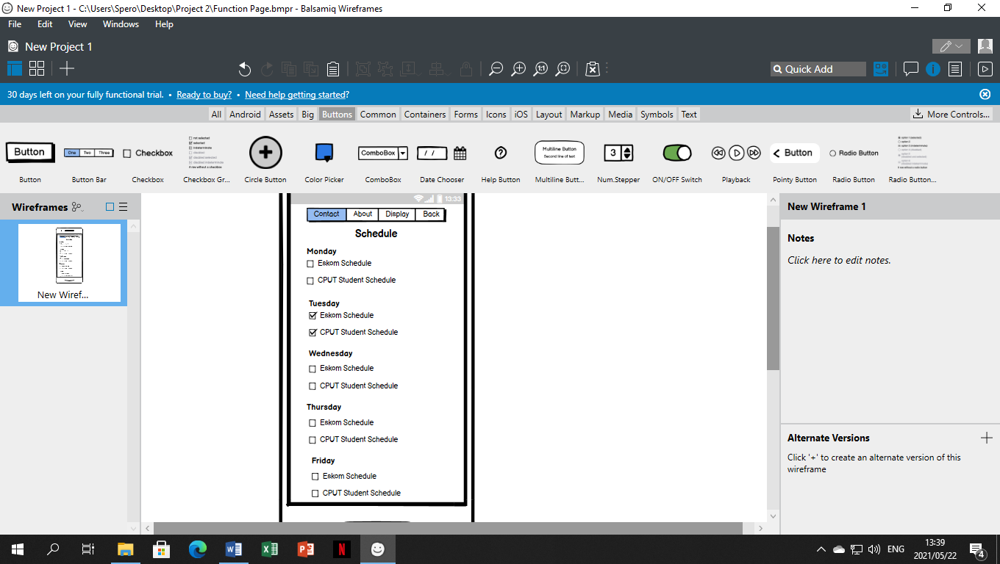 New Project 1 - C:\Users\Spero\Desktop\Project 2\Function Page.bmpr - Balsamiq Wireframes
File Edit View Windows Help
New Project 1
Quick Add
30 days left on your fully functional trial. • Ready to buy? • Need help getting started?
All Android Assets Big Buttons Common Containers Forms Icons iOS Layout Markup Media Symbols Text More Controls...
Button One Two Three Checkbox ComboBox / / ? Multiline Button 3 Button Radio Button
Second line of text
Button Button Bar Checkbox Checkbox Gr... Circle Button Color Picker ComboBox Date Chooser Help Button Multiline Butt... Num.Stepper ON/OFF Switch Playback Pointy Button Radio Button Radio Button...
Wireframes
New Wiref...
13:33
Contact About Display Back
Schedule
Monday
Eskom Schedule
CPUT Student Schedule
Tuesday
Eskom Schedule
CPUT Student Schedule
Wednesday
Eskom Schedule
CPUT Student Schedule
Thursday
Eskom Schedule
CPUT Student Schedule
Friday
Eskom Schedule
CPUT Student Schedule
New Wireframe 1
Notes
Click here to edit notes.
Alternate Versions
Click '+' to create an alternate version of this
wireframe
ENG
13:39
2021/05/22
4